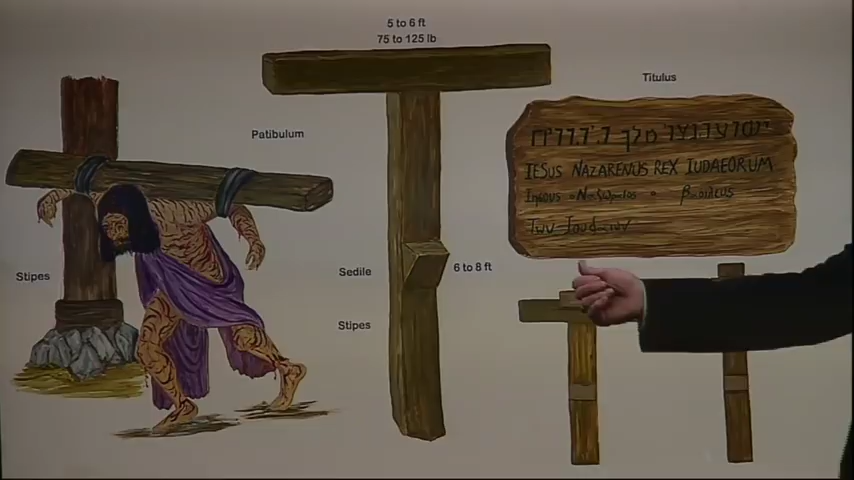 5 to 6 ft
75 to 125 lb
Titulus
Patibulum
מלך
IESUS NAZARENUS REX IUDAEORUM
Stipes
Sedile
6 to 8 ft
Stipes